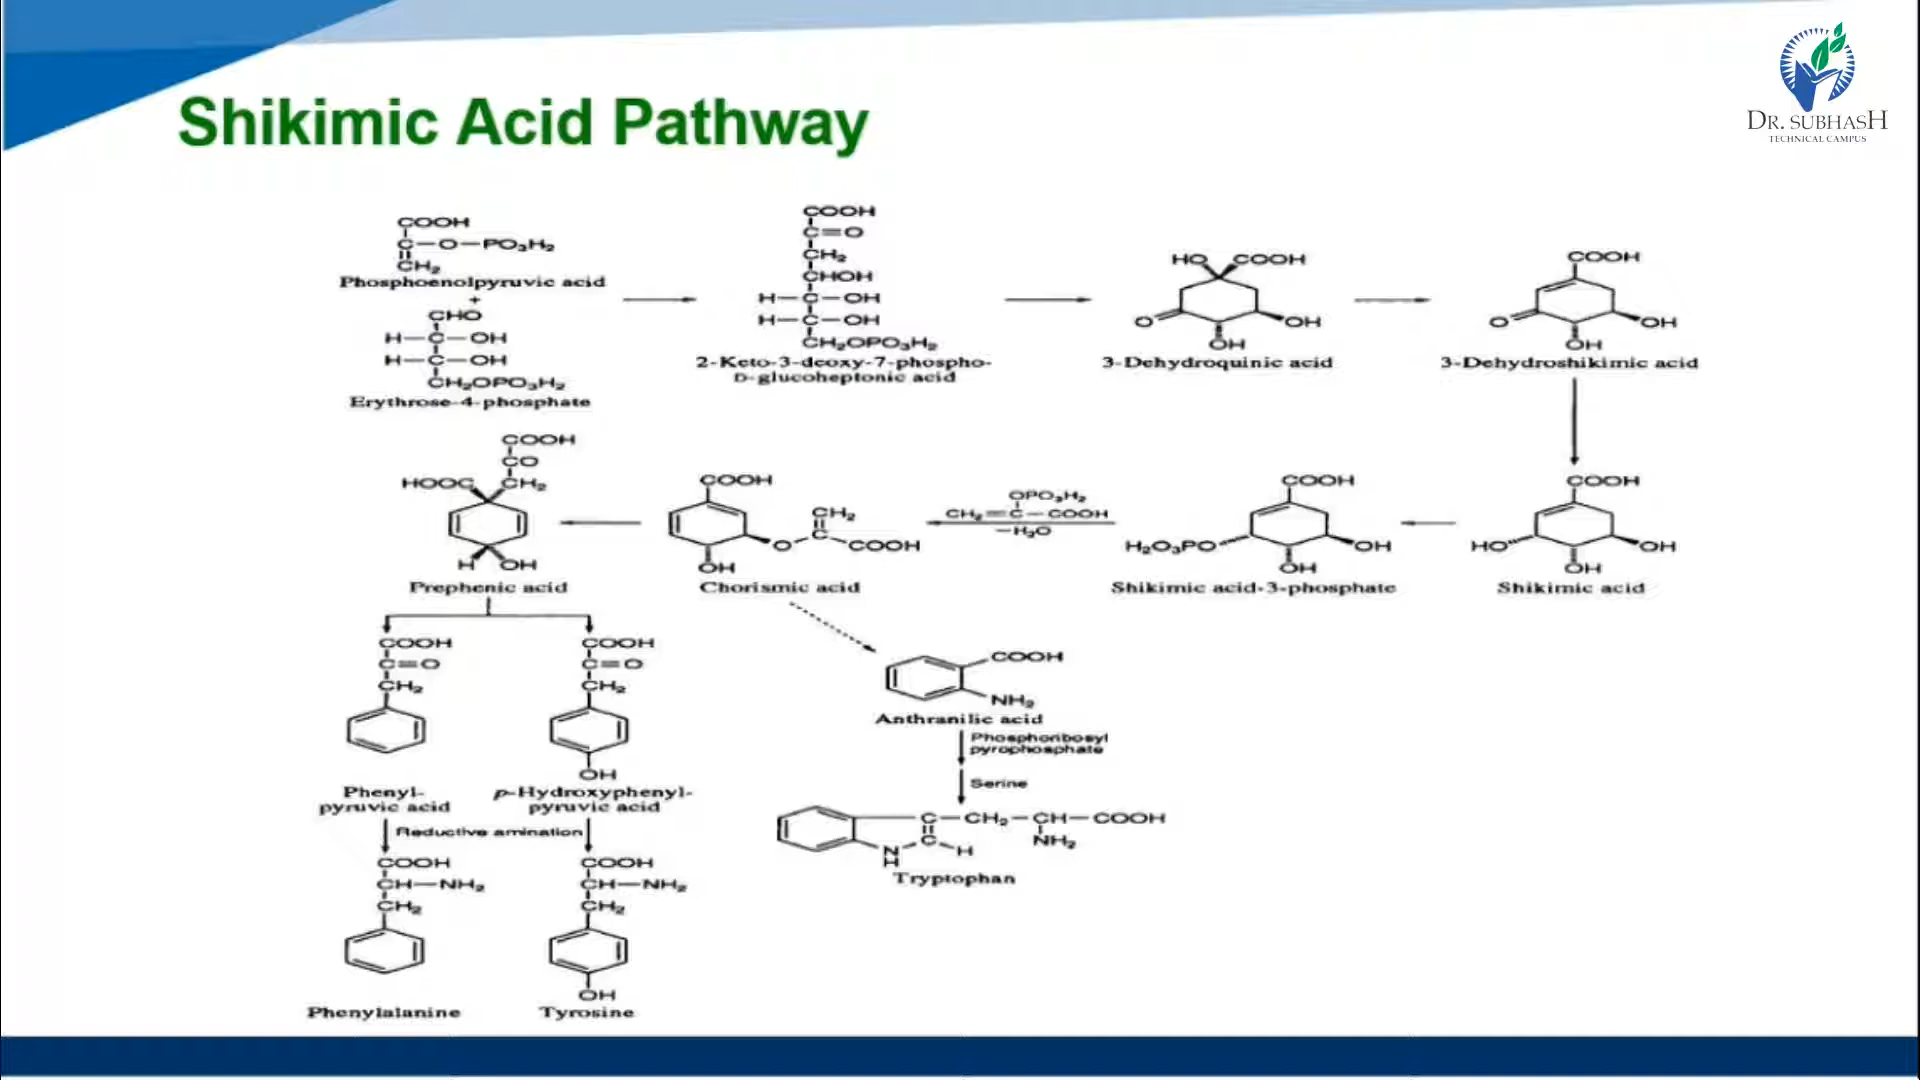 Shikimic Acid Pathway
DR. SUBHASH
TECHNICAL CAMPUS
COOH
C—O—PO₃H₂
CH₂
Phosphoenolpyruvic acid
+
CHO
H—C—OH
H—C—OH
CH₂OPO₃H₂
Erythrose-4-phosphate
COOH
C=O
CH₂
CHOH
H—C—OH
H—C—OH
CH₂OPO₃H₂
2-Keto-3-deoxy-7-phospho-
D-glucoheptonic acid
HO COOH
O OH
OH
3-Dehydroquinic acid
COOH
O OH
OH
3-Dehydroshikimic acid
COOH
HO OH
OH
Shikimic acid
COOH
H₂O₃PO OH
OH
Shikimic acid-3-phosphate
OPO₃H₂
CH₂=C—COOH
—H₂O
COOH
CH₂
O C COOH
OH
Chorismic acid
COOH
CO
HOOC CH₂
H OH
Prephenic acid
COOH
C=O
CH₂
Phenyl-
pyruvic acid
COOH
C=O
CH₂
OH
p-Hydroxyphenyl-
pyruvic acid
Reductive amination
COOH
CH—NH₂
CH₂
Phenylalanine
COOH
CH—NH₂
CH₂
OH
Tyrosine
COOH
NH₂
Anthranilic acid
Phosphoribosyl
pyrophosphate
Serine
C—CH₂—CH—COOH
C—H NH₂
N
H
Tryptophan